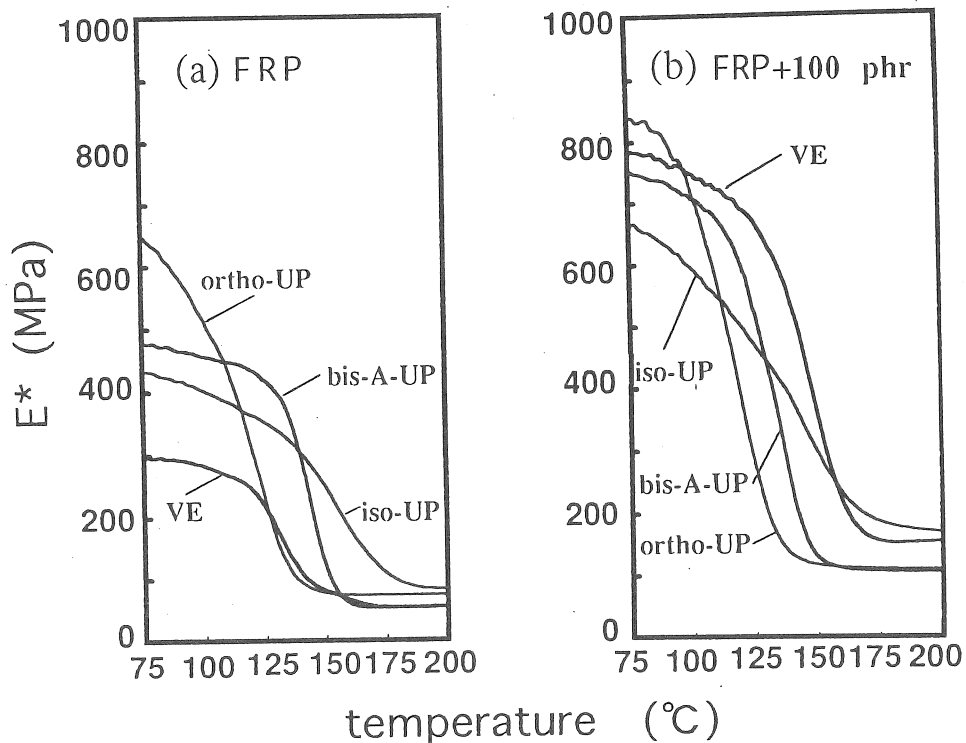 (a) FRP
1000
800
600
400
200
0
ortho-UP
bis-A-UP
VE
iso-UP
75 100 125 150 175 200
E* (MPa)
(b) FRP+100 phr
1000
800
600
400
200
0
VE
iso-UP
bis-A-UP
ortho-UP
75 100 125 150 175 200
temperature (℃)